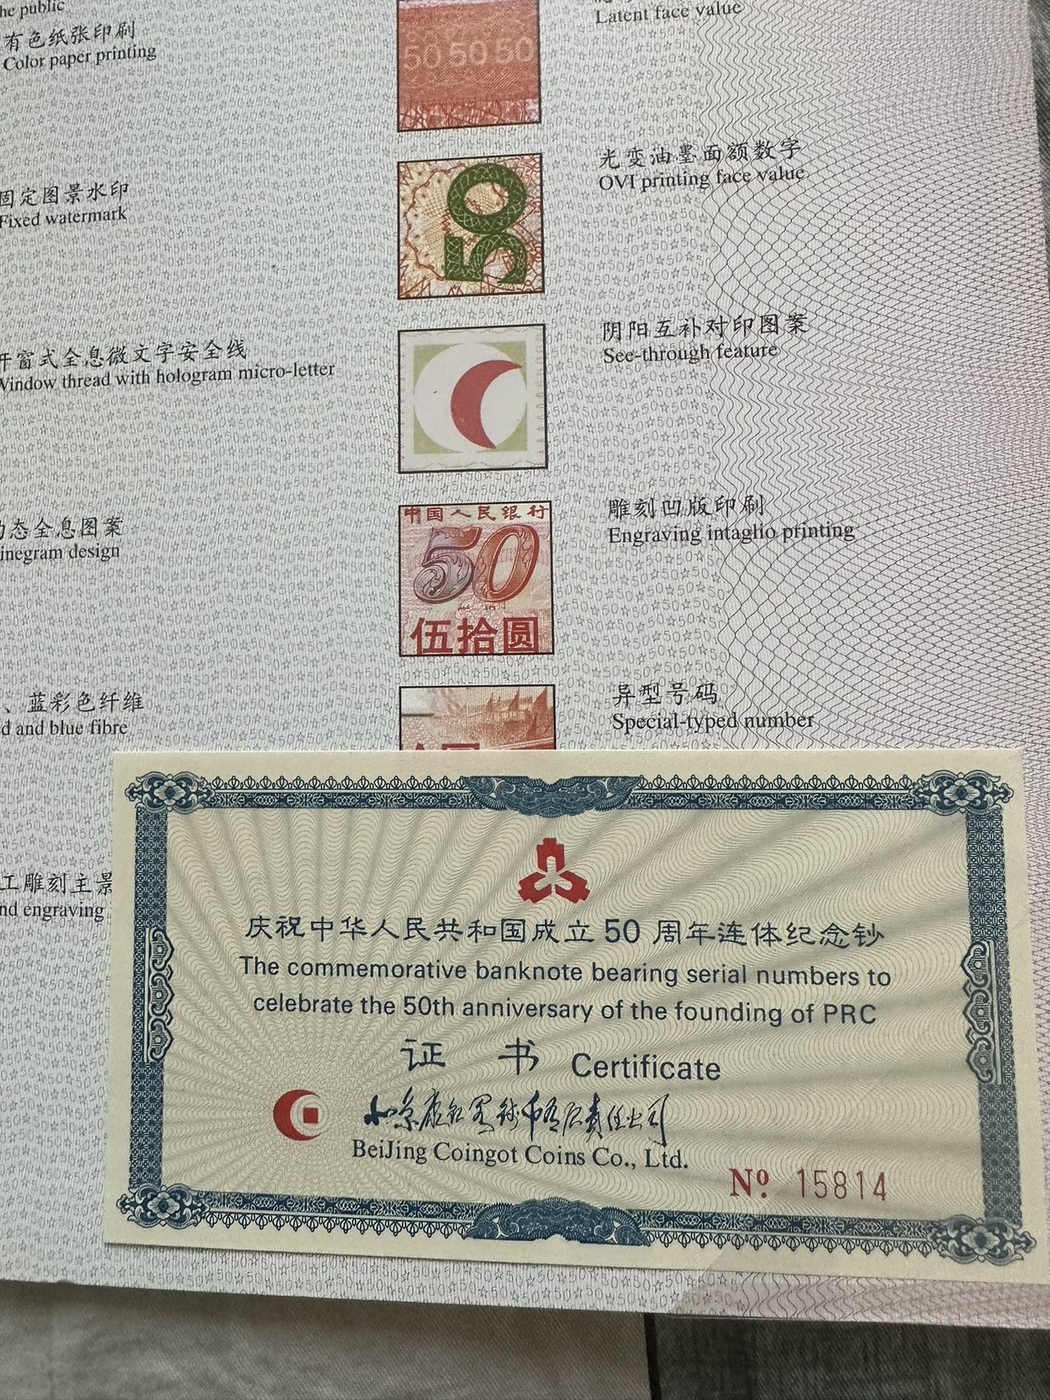 he public
有色纸张印刷
Color paper printing
固定图景水印
Fixed watermark
开窗式全息微文字安全线
Window thread with hologram micro-letter
动态全息图案
inegram design
、蓝彩色纤维
d and blue fibre
工雕刻主景
nd engraving
50 50 50
50
中国人民银行
50
伍拾圆
Latent face value
光变油墨面额数字
OVI printing face value
阴阳互补对印图案
See-through feature
雕刻凹版印刷
Engraving intaglio printing
异型号码
Special-typed number
庆祝中华人民共和国成立 50 周年连体纪念钞
The commemorative banknote bearing serial numbers to
celebrate the 50th anniversary of the founding of PRC
证 书 Certificate
BeiJing Coingot Coins Co., Ltd.
Nº 15814